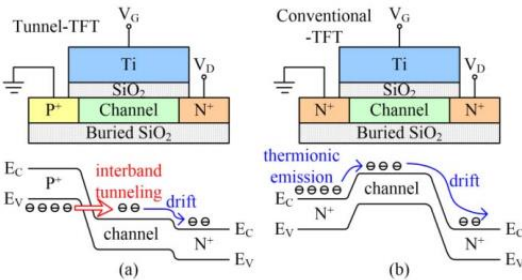 Tunnel-TFT
V_G
Ti
SiO₂
V_D
P⁺
Channel
N⁺
Buried SiO₂
E_C
P⁺
interband
tunneling
E_V
drift
channel
E_C
N⁺
E_V
(a)
Conventional
-TFT
V_G
Ti
SiO₂
V_D
N⁺
Channel
N⁺
Buried SiO₂
thermionic
emission
channel
drift
E_C
N⁺
E_V
E_C
N⁺
E_V
(b)